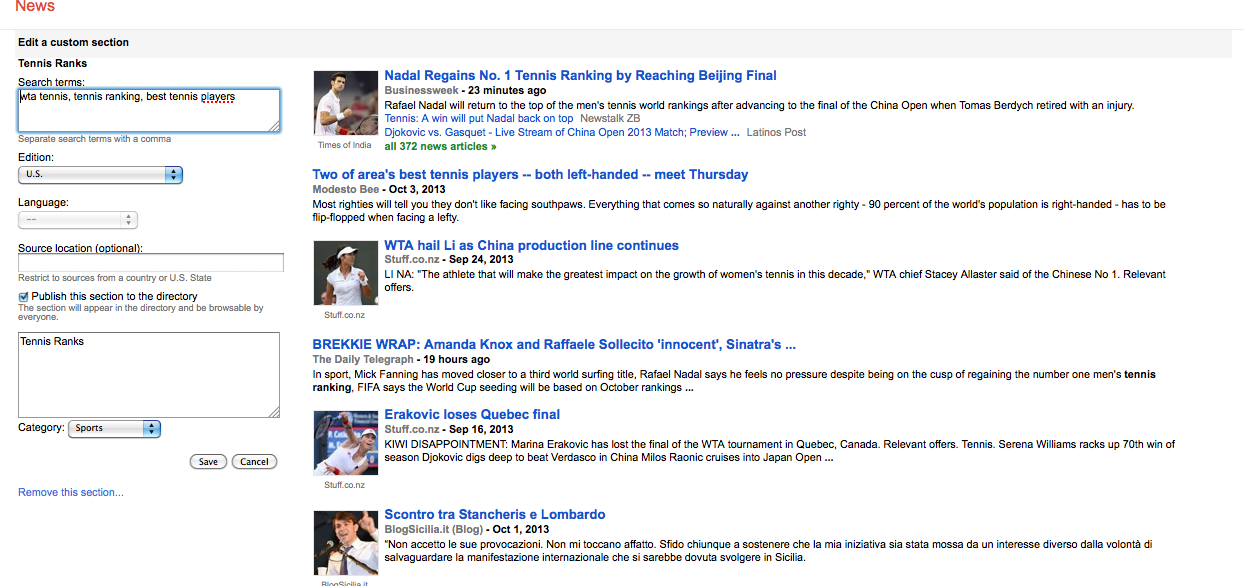 News
Edit a custom section
Tennis Ranks
Search terms:
wta tennis, tennis ranking, best tennis players
Separate search terms with a comma
Edition:
U.S.
Language:
--
Source location (optional):
Restrict to sources from a country or U.S. State
Publish this section to the directory
The section will appear in the directory and be browsable by
everyone.
Tennis Ranks
Category: Sports
Save Cancel
Remove this section...
Nadal Regains No. 1 Tennis Ranking by Reaching Beijing Final
Businessweek - 23 minutes ago
Rafael Nadal will return to the top of the men's tennis world rankings after advancing to the final of the China Open when Tomas Berdych retired with an injury.
Tennis: A win will put Nadal back on top Newstalk ZB
Djokovic vs. Gasquet - Live Stream of China Open 2013 Match; Preview ... Latinos Post
Times of India
all 372 news articles »
Two of area's best tennis players -- both left-handed -- meet Thursday
Modesto Bee - Oct 3, 2013
Most righties will tell you they don't like facing southpaws. Everything that comes so naturally against another righty - 90 percent of the world's population is right-handed - has to be
flip-flopped when facing a lefty.
WTA hail Li as China production line continues
Stuff.co.nz - Sep 24, 2013
LI NA: "The athlete that will make the greatest impact on the growth of women's tennis in this decade," WTA chief Stacey Allaster said of the Chinese No 1. Relevant
offers.
Stuff.co.nz
BREKKIE WRAP: Amanda Knox and Raffaele Sollecito 'innocent', Sinatra's ...
The Daily Telegraph - 19 hours ago
In sport, Mick Fanning has moved closer to a third world surfing title, Rafael Nadal says he feels no pressure despite being on the cusp of regaining the number one men's tennis
ranking, FIFA says the World Cup seeding will be based on October rankings ...
Erakovic loses Quebec final
Stuff.co.nz - Sep 16, 2013
KIWI DISAPPOINTMENT: Marina Erakovic has lost the final of the WTA tournament in Quebec, Canada. Relevant offers. Tennis. Serena Williams racks up 70th win of
season Djokovic digs deep to beat Verdasco in China Milos Raonic cruises into Japan Open ...
Stuff.co.nz
Scontro tra Stancheris e Lombardo
BlogSicilia.it (Blog) - Oct 1, 2013
"Non accetto le sue provocazioni. Non mi toccano affatto. Sfido chiunque a sostenere che la mia iniziativa sia stata mossa da un interesse diverso dalla volontà di
salvaguardare la manifestazione internazionale che si sarebbe dovuta svolgere in Sicilia.
BlogSicilia.it